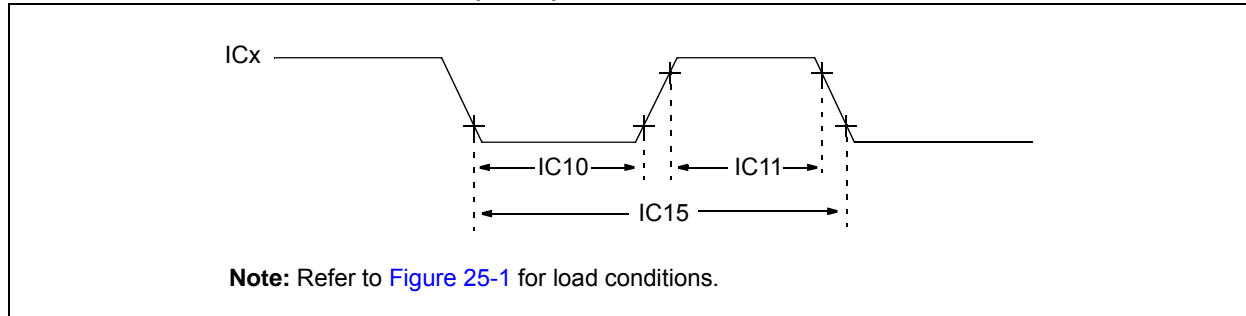 ICx
IC10
IC11
IC15
Note: Refer to Figure 25-1 for load conditions.